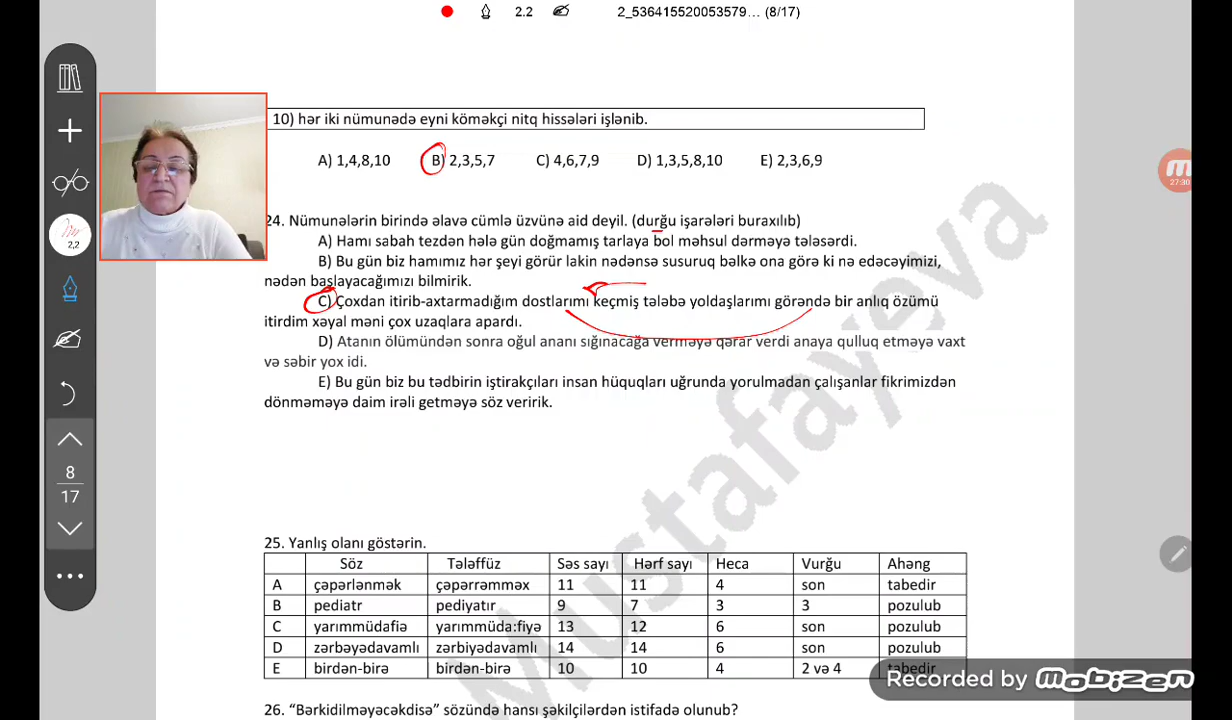 2.2 2_536415520053579... (8/17)
10) hər iki nümunədə eyni köməkçi nitq hissələri işlənib.
A) 1,4,8,10 B) 2,3,5,7 C) 4,6,7,9 D) 1,3,5,8,10 E) 2,3,6,9
24. Nümunələrin birində əlavə cümlə üzvünə aid deyil. (durğu işarələri buraxılıb)
A) Hamı sabah tezdən hələ gün doğmamış tarlaya bol məhsul dərməyə tələsərdi.
B) Bu gün biz hamımız hər şeyi görür lakin nədənsə susuruq bəlkə ona görə ki nə edəcəyimizi,
nədən başlayacağımızı bilmirik.
C) Çoxdan itirib-axtarmadığım dostlarımı keçmiş tələbə yoldaşlarımı görəndə bir anlıq özümü
itirdim xəyal məni çox uzaqlara apardı.
D) Atanın ölümündən sonra oğul ananı sığınacağa verməyə qərar verdi anaya qulluq etməyə vaxt
və səbir yox idi.
E) Bu gün biz bu tədbirin iştirakçıları insan hüquqları uğrunda yorulmadan çalışanlar fikrimizdən
dönməməyə daim irəli getməyə söz veririk.
25. Yanlış olanı göstərin.
Söz Tələffüz Səs sayı Hərf sayı Heca Vurğu Ahəng
A çəpərlənmək çəpərrəmməx 11 11 4 son tabedir
B pediatr pediyatır 9 7 3 3 pozulub
C yarımmüdafiə yarımmüda:fiyə 13 12 6 son pozulub
D zərbəyədavamlı zərbiyədavamlı 14 14 6 son pozulub
E birdən-birə birdən-birə 10 10 4 2 və 4 tabedir
26. “Bərkidilməyəcəkdisə” sözündə hansı şəkilçilərdən istifadə olunub?
2,2
8
17
27:30
Mustafayeva
Recorded by mobizen